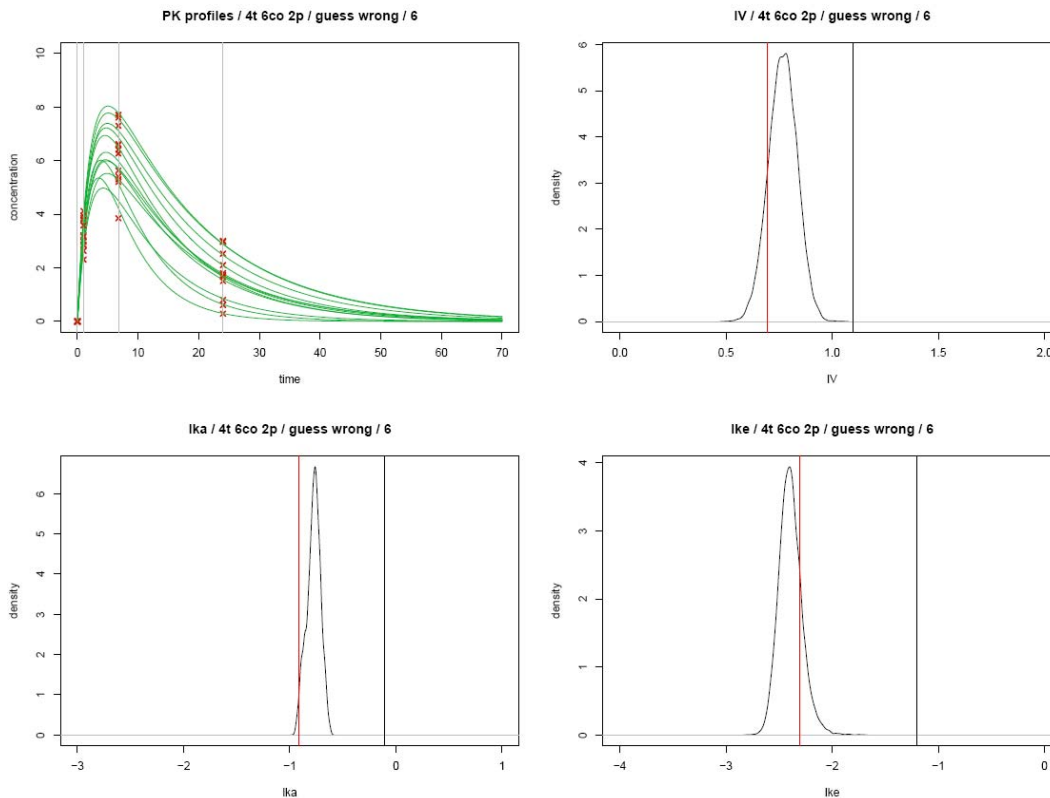 PK profiles / 4t 6co 2p / guess wrong / 6
concentration
10
8
6
4
2
0
0 10 20 30 40 50 60 70
time
lV / 4t 6co 2p / guess wrong / 6
density
6
5
4
3
2
1
0
0.0 0.5 1.0 1.5 2.0
lV
lka / 4t 6co 2p / guess wrong / 6
density
6
5
4
3
2
1
0
−3 −2 −1 0 1
lka
lke / 4t 6co 2p / guess wrong / 6
density
4
3
2
1
0
−4 −3 −2 −1 0
lke